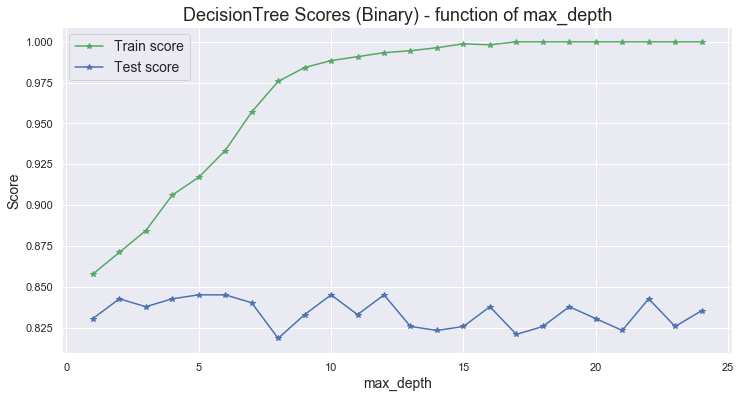 DecisionTree Scores (Binary) - function of max_depth
Train score
Test score
1.000
0.975
0.950
0.925
0.900
0.875
0.850
0.825
Score
0 5 10 15 20 25
max_depth